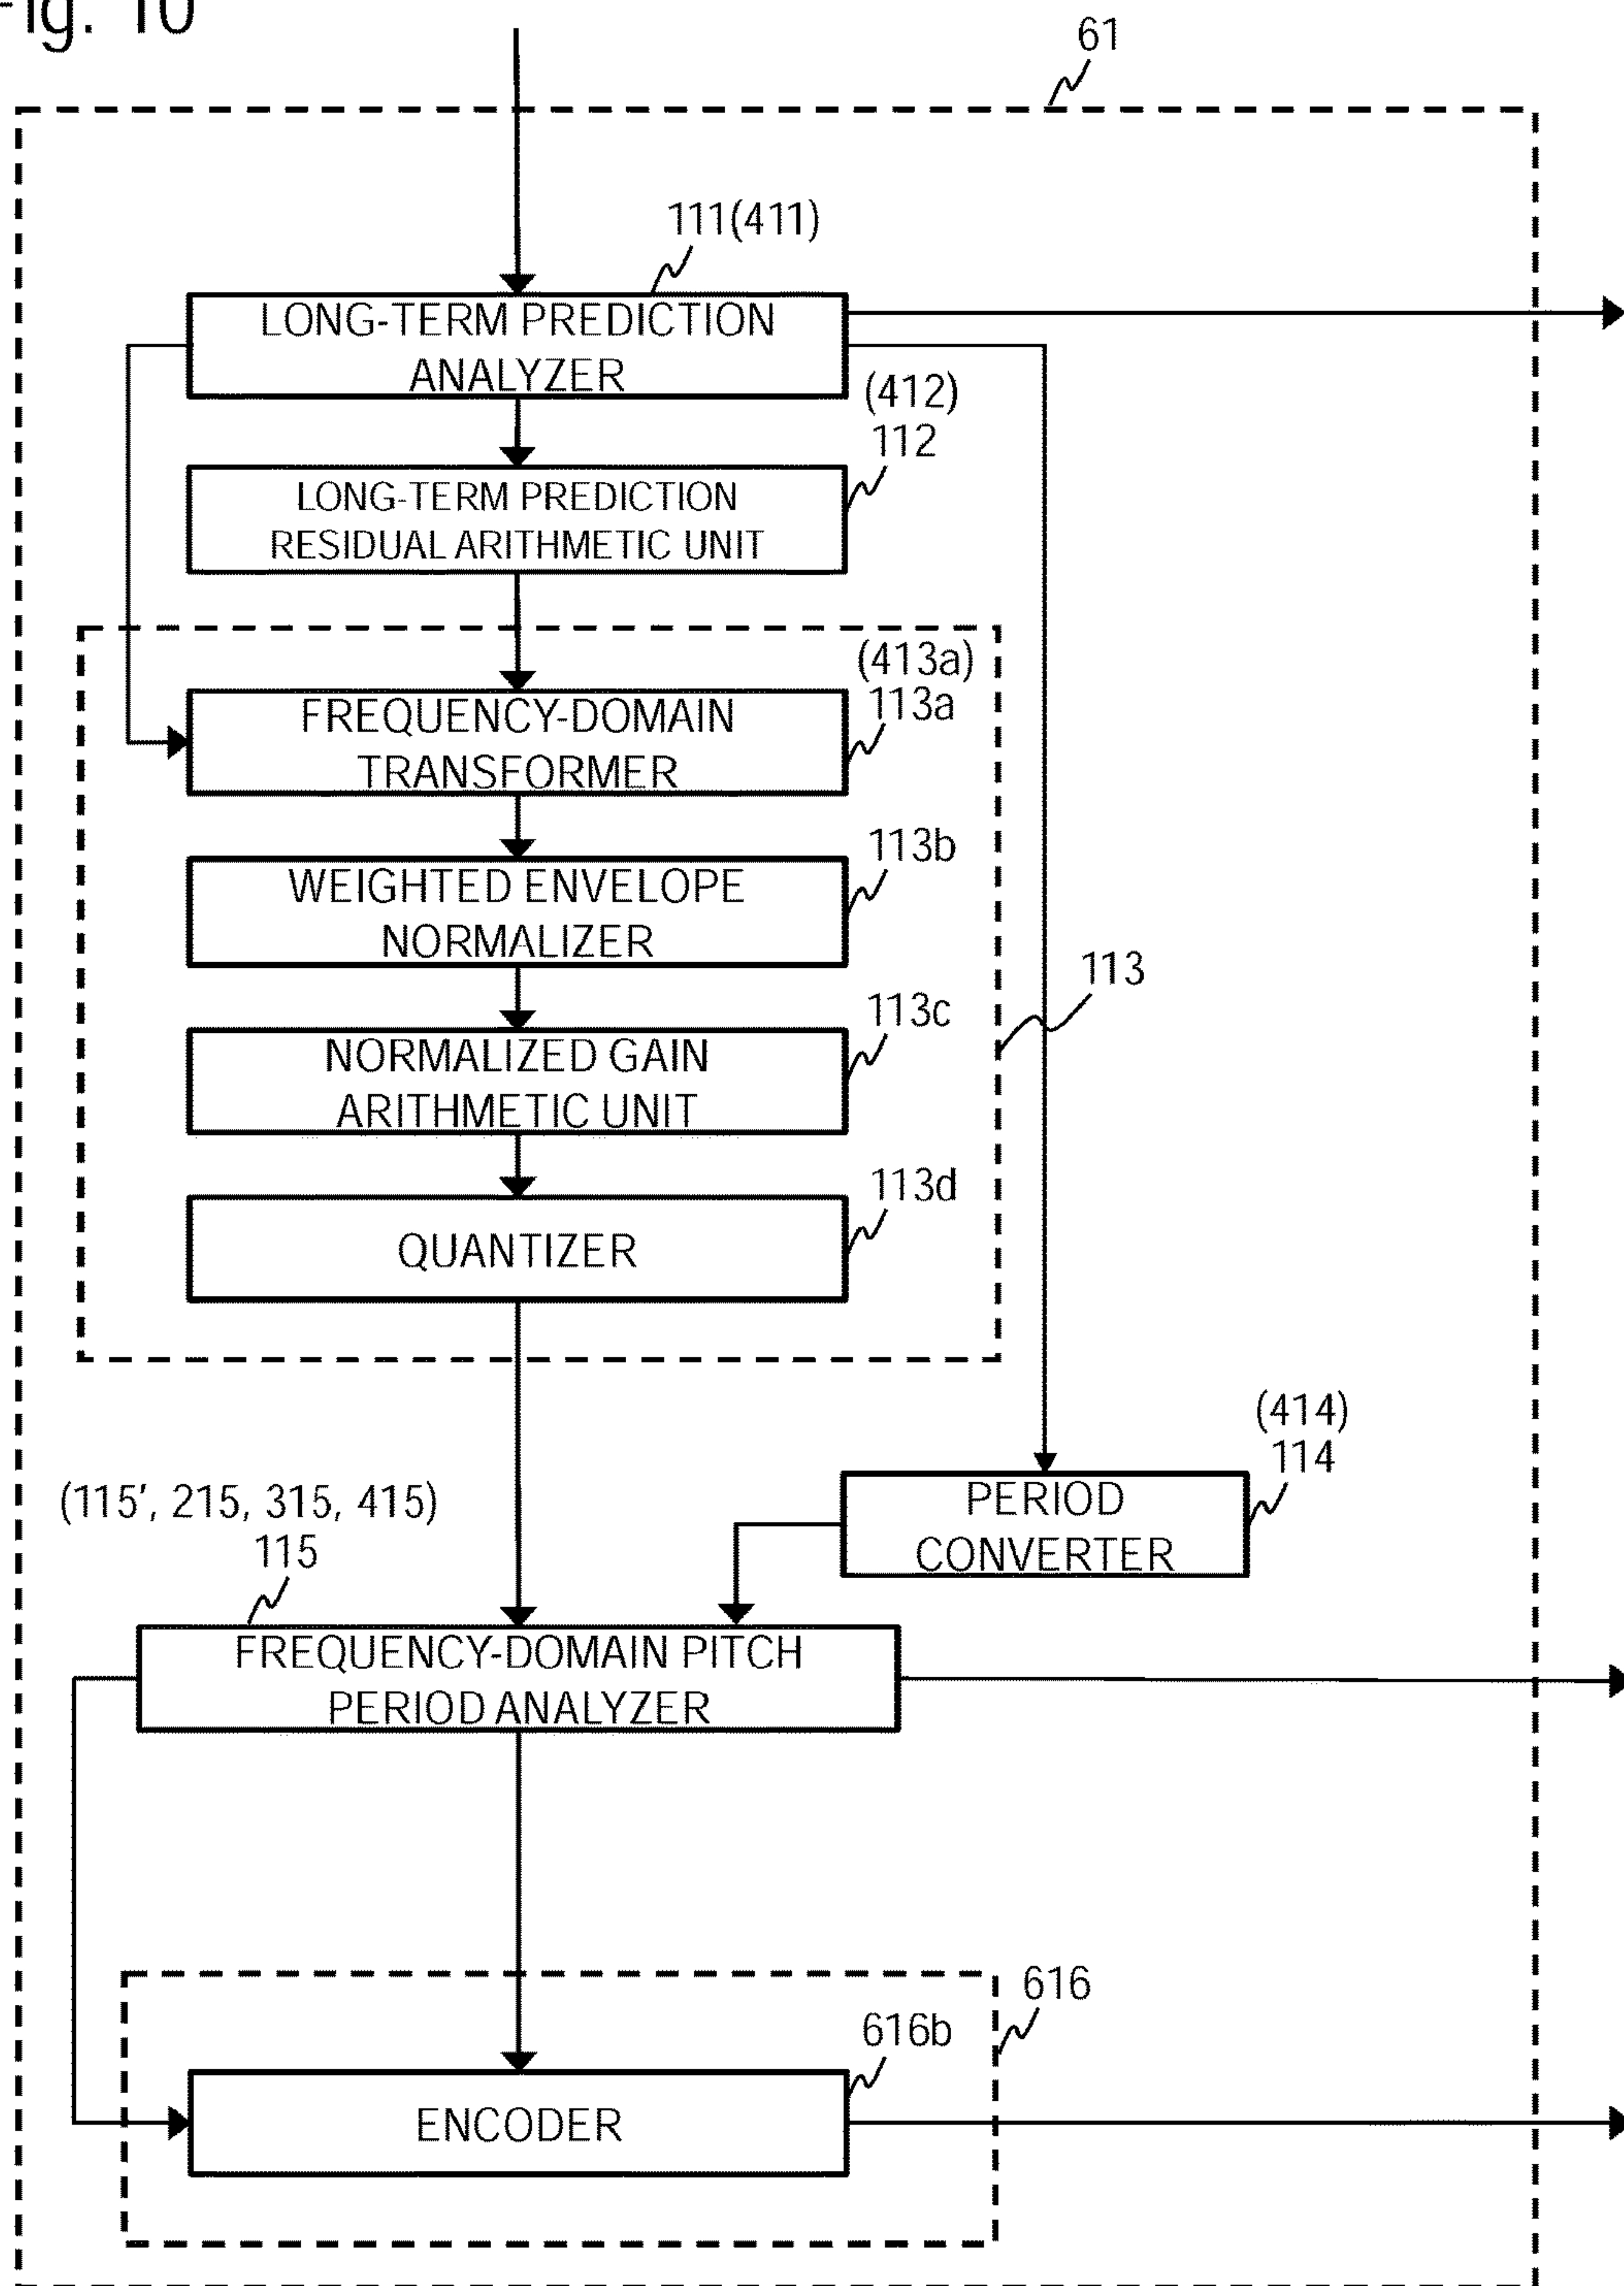 Fig. 10
61
111(411)
LONG-TERM PREDICTION
ANALYZER
(412)
112
LONG-TERM PREDICTION
RESIDUAL ARITHMETIC UNIT
(413a)
113a
FREQUENCY-DOMAIN
TRANSFORMER
113b
WEIGHTED ENVELOPE
NORMALIZER
113
113c
NORMALIZED GAIN
ARITHMETIC UNIT
113d
QUANTIZER
(414)
114
PERIOD
CONVERTER
(115', 215, 315, 415)
115
FREQUENCY-DOMAIN PITCH
PERIOD ANALYZER
616
616b
ENCODER